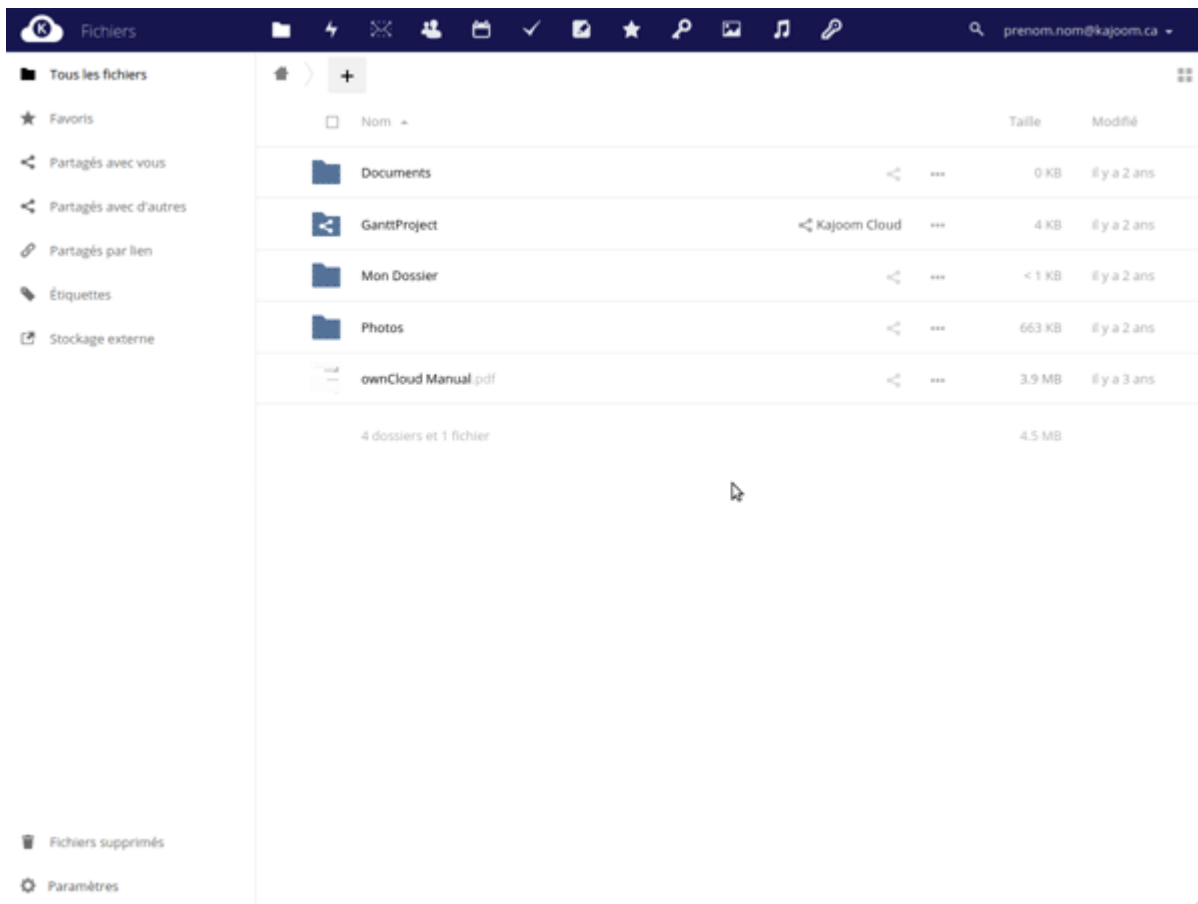 K Fichiers prenom.nom@kajoom.ca
Tous les fichiers
Favoris
Partagés avec vous
Partagés avec d'autres
Partagés par lien
Étiquettes
Stockage externe
Fichiers supprimés
Paramètres
+
Nom Taille Modifié
Documents 0 KB il y a 2 ans
GanttProject Kajoom Cloud 4 KB il y a 2 ans
Mon Dossier < 1 KB il y a 2 ans
Photos 663 KB il y a 2 ans
ownCloud Manual.pdf 3.9 MB il y a 3 ans
4 dossiers et 1 fichier 4.5 MB